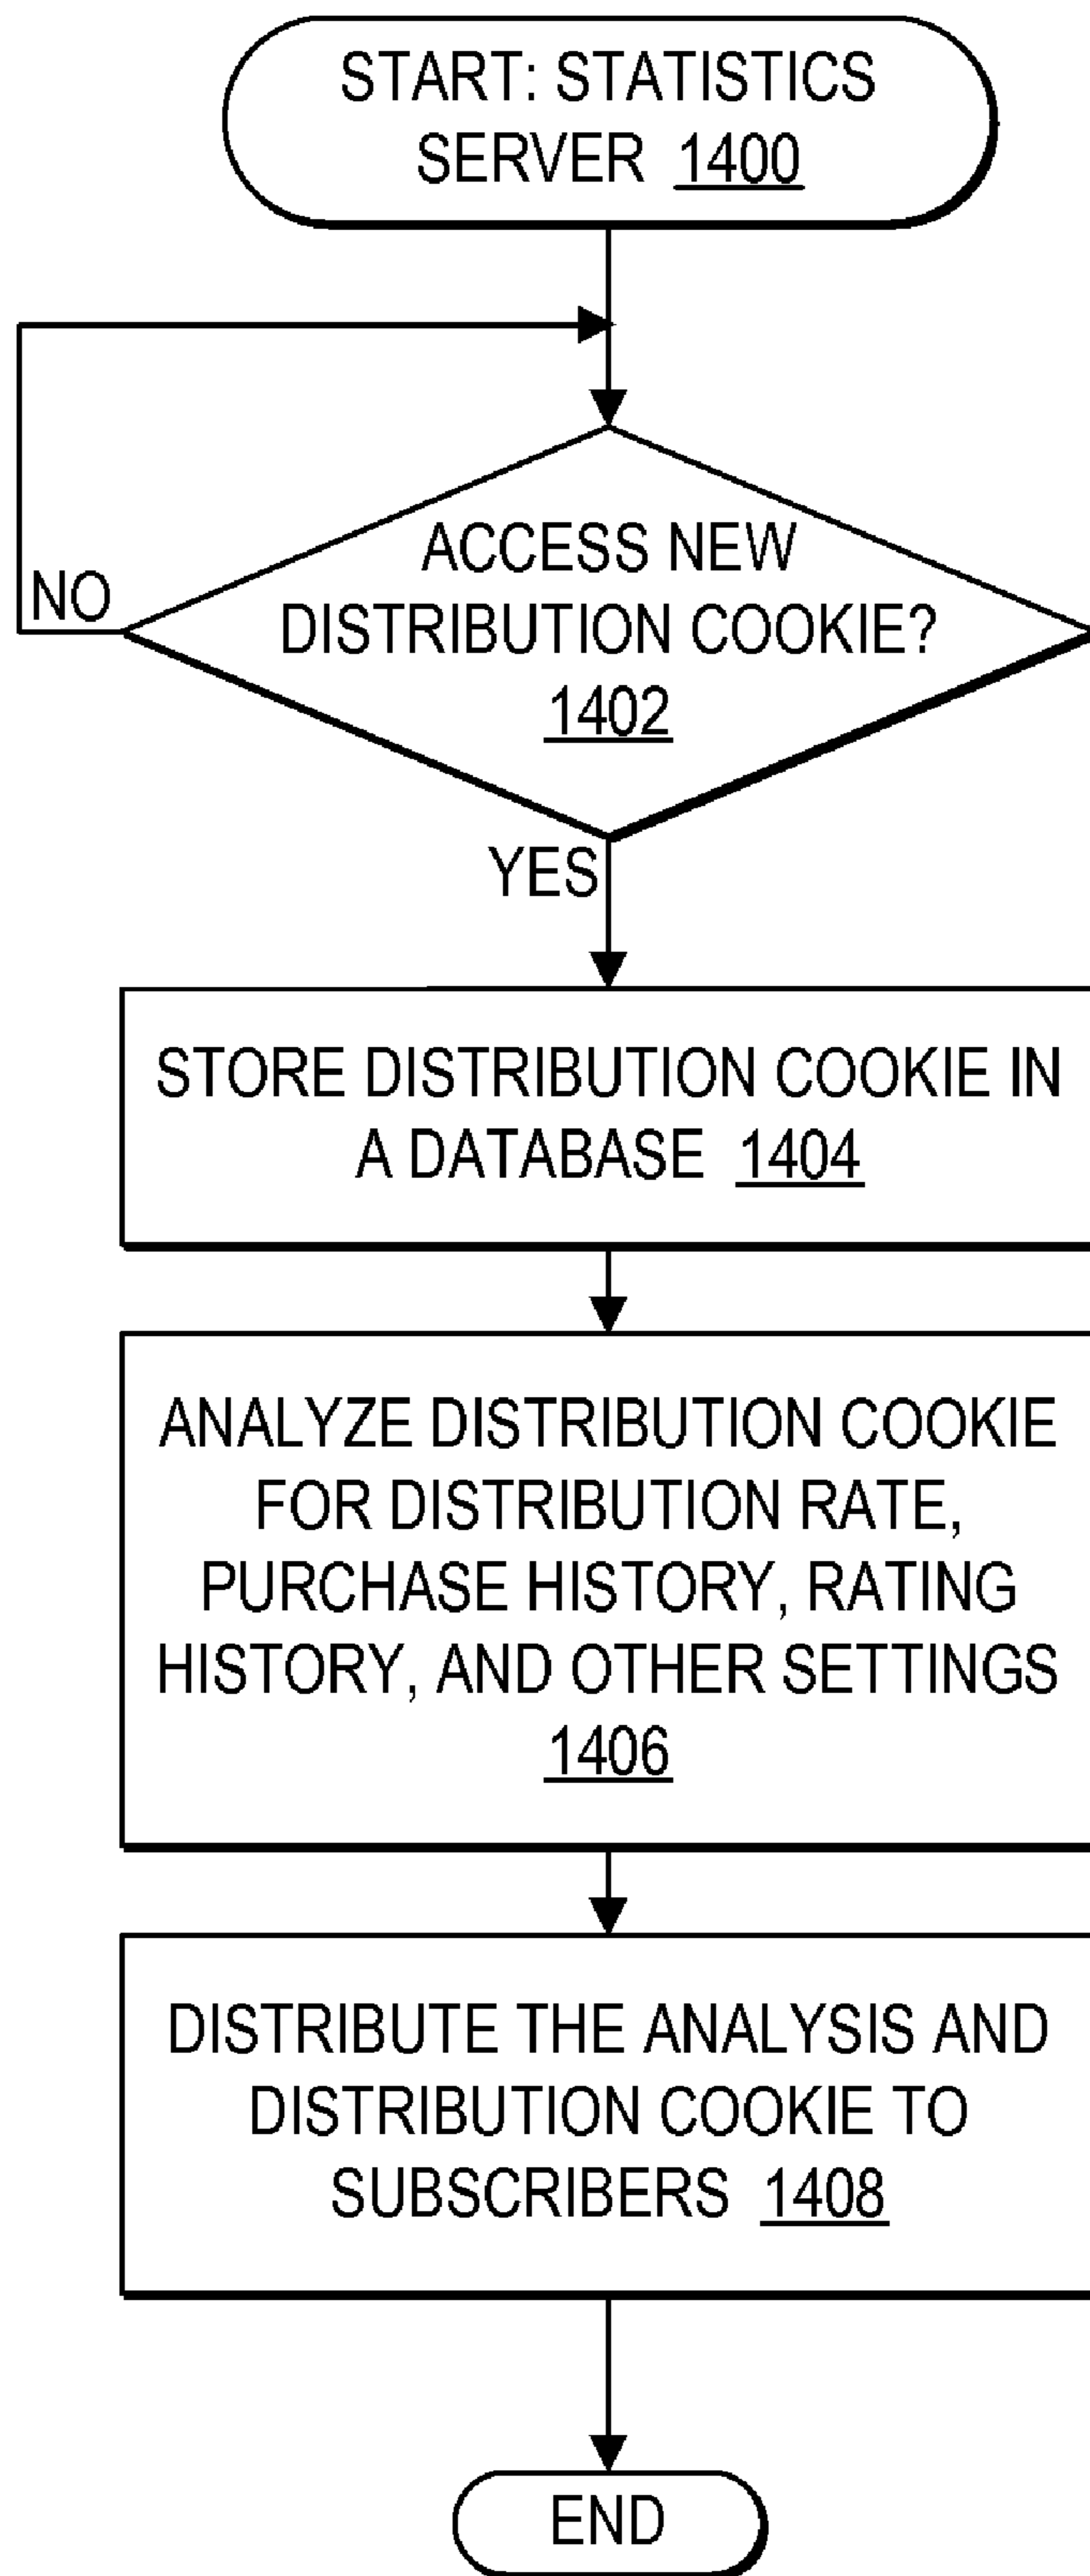 START: STATISTICS
SERVER 1400
ACCESS NEW
DISTRIBUTION COOKIE?
1402
NO
YES
STORE DISTRIBUTION COOKIE IN
A DATABASE 1404
ANALYZE DISTRIBUTION COOKIE
FOR DISTRIBUTION RATE,
PURCHASE HISTORY, RATING
HISTORY, AND OTHER SETTINGS
1406
DISTRIBUTE THE ANALYSIS AND
DISTRIBUTION COOKIE TO
SUBSCRIBERS 1408
END